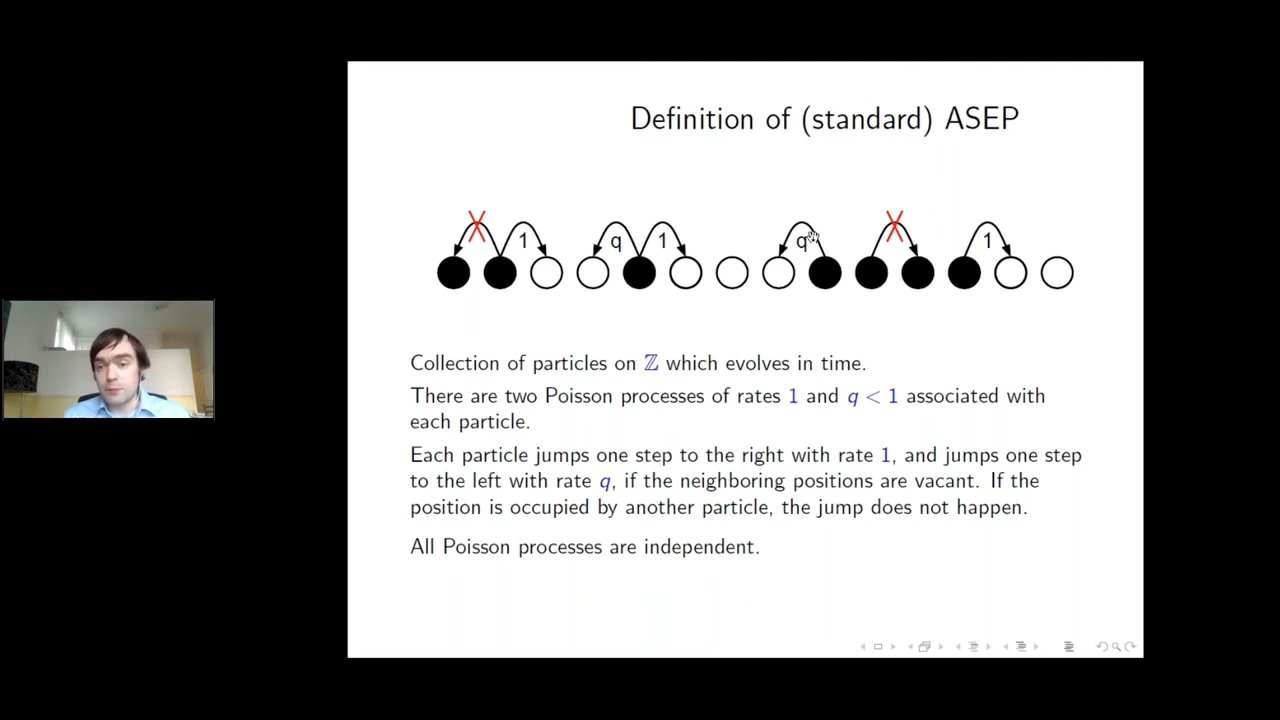 Definition of (standard) ASEP
1 q 1 q 1
Collection of particles on ℤ which evolves in time.
There are two Poisson processes of rates 1 and q < 1 associated with
each particle.
Each particle jumps one step to the right with rate 1, and jumps one step
to the left with rate q, if the neighboring positions are vacant. If the
position is occupied by another particle, the jump does not happen.
All Poisson processes are independent.